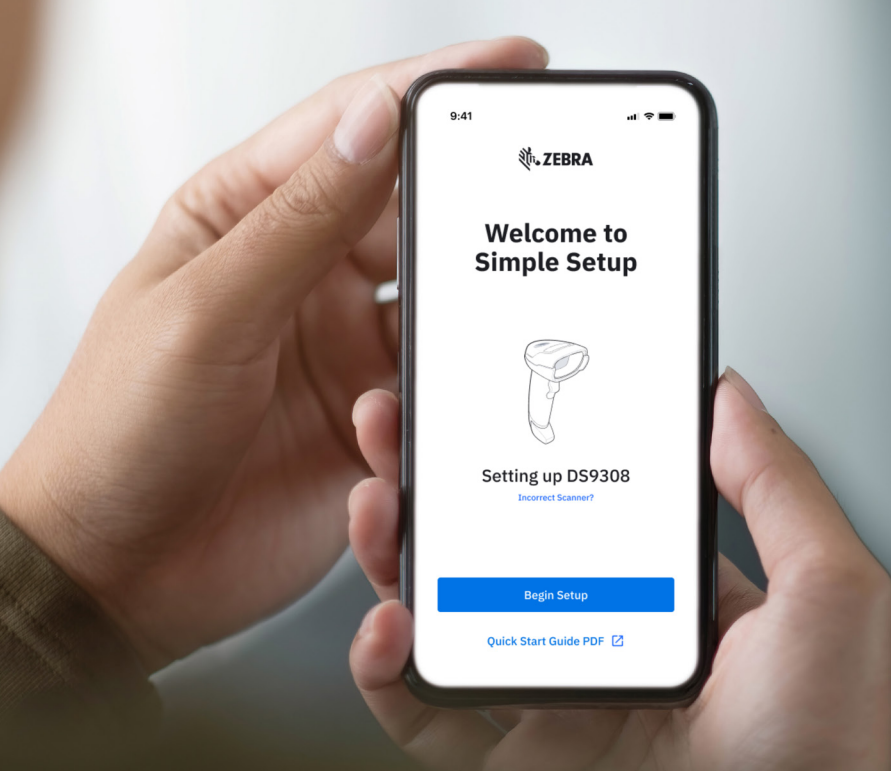 9:41
ZEBRA
Welcome to
Simple Setup
Setting up DS9308
Incorrect Scanner?
Begin Setup
Quick Start Guide PDF